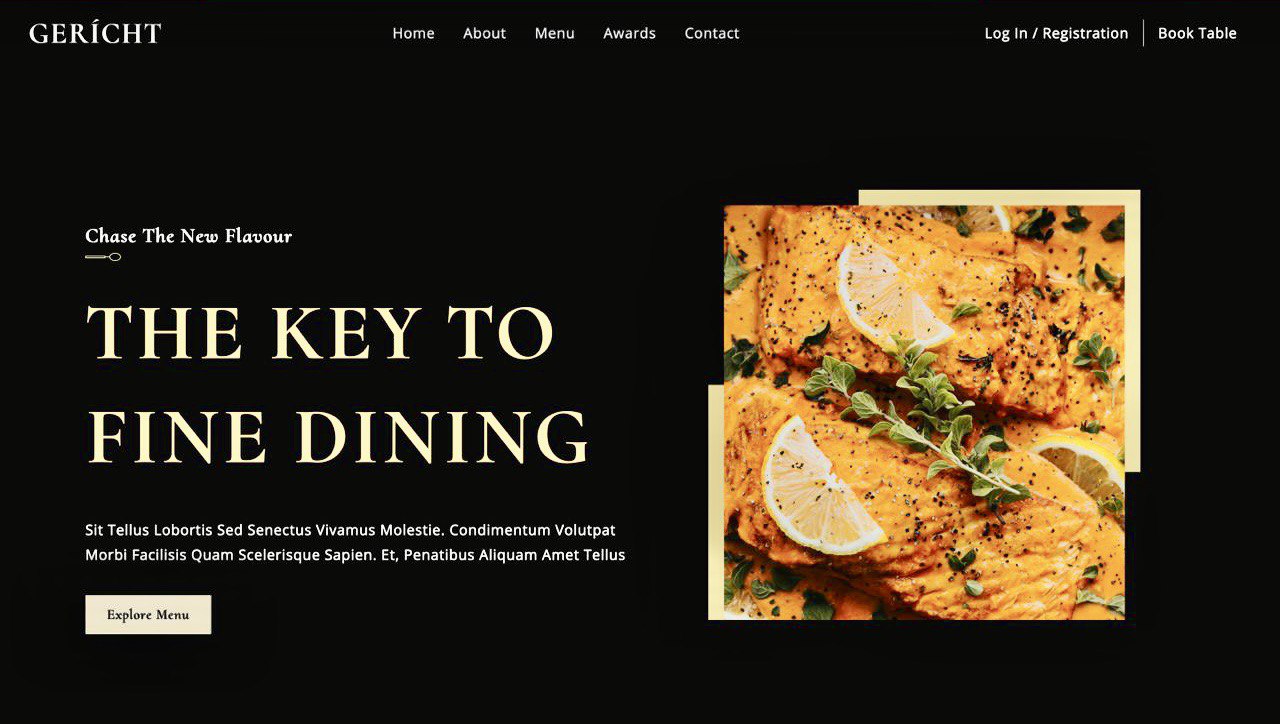 GERÍCHT
Home About Menu Awards Contact
Log In / Registration Book Table
Chase The New Flavour
THE KEY TO
FINE DINING
Sit Tellus Lobortis Sed Senectus Vivamus Molestie. Condimentum Volutpat
Morbi Facilisis Quam Scelerisque Sapien. Et, Penatibus Aliquam Amet Tellus
Explore Menu